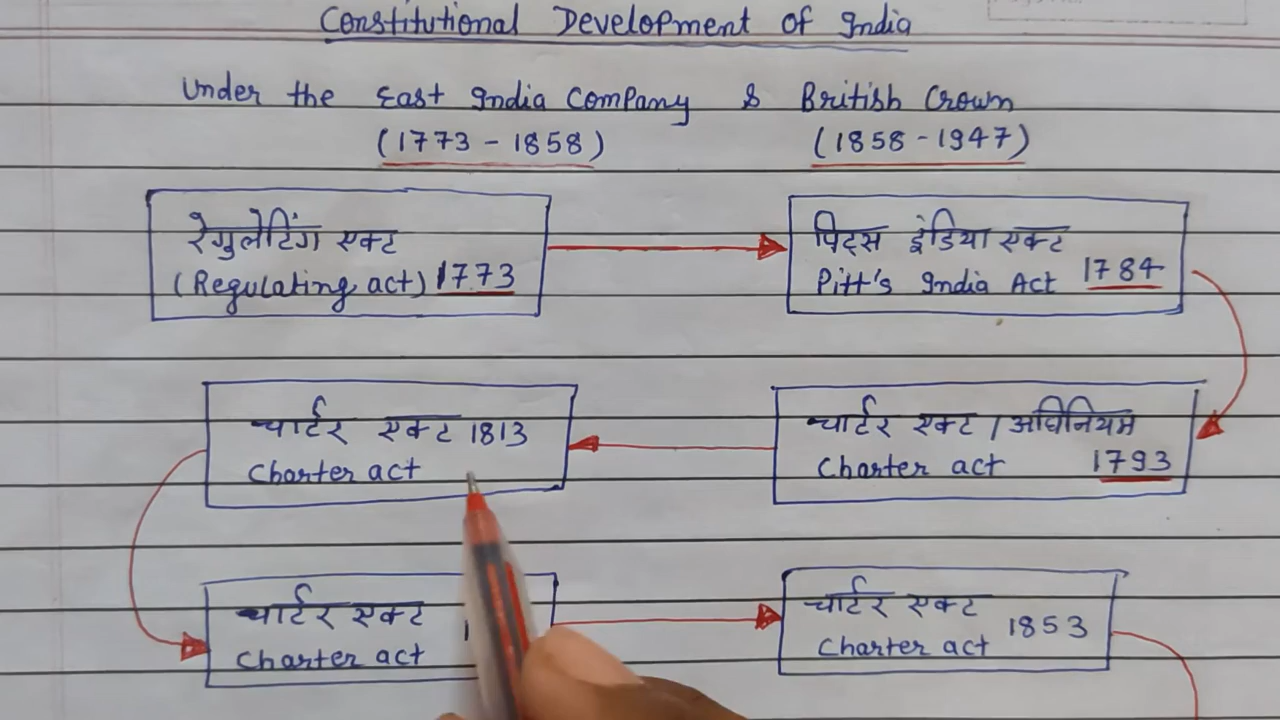 Constitutional Development of India
Under the East India Company & British Crown
(1773 - 1858) (1858 - 1947)
रेगुलेटिंग एक्ट
(Regulating act) 1773
पिट्स इंडिया एक्ट
Pitt's India Act 1784
चार्टर एक्ट 1813
Charter act
चार्टर एक्ट / अधिनियम
Charter act 1793
चार्टर एक्ट
Charter act
चार्टर एक्ट
Charter act 1853